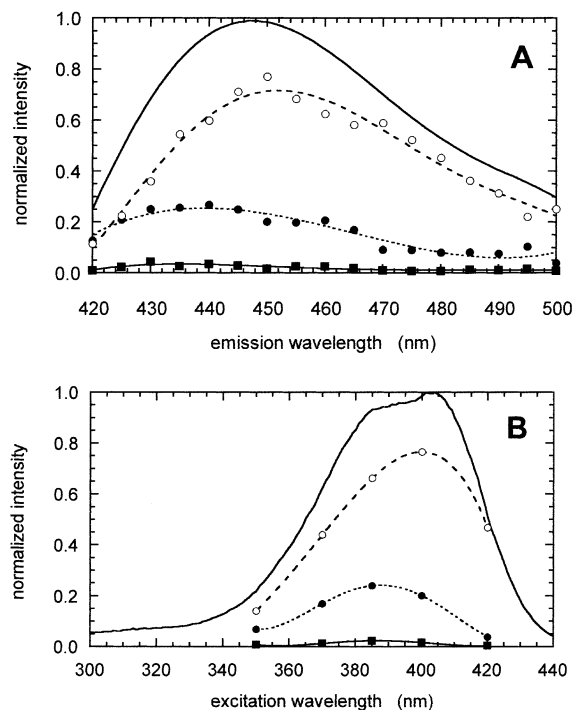 1.0
0.8
0.6
0.4
0.2
0.0
normalized intensity
A
420 430 440 450 460 470 480 490 500
emission wavelength (nm)
1.0
0.8
0.6
0.4
0.2
0.0
normalized intensity
B
300 320 340 360 380 400 420 440
excitation wavelength (nm)